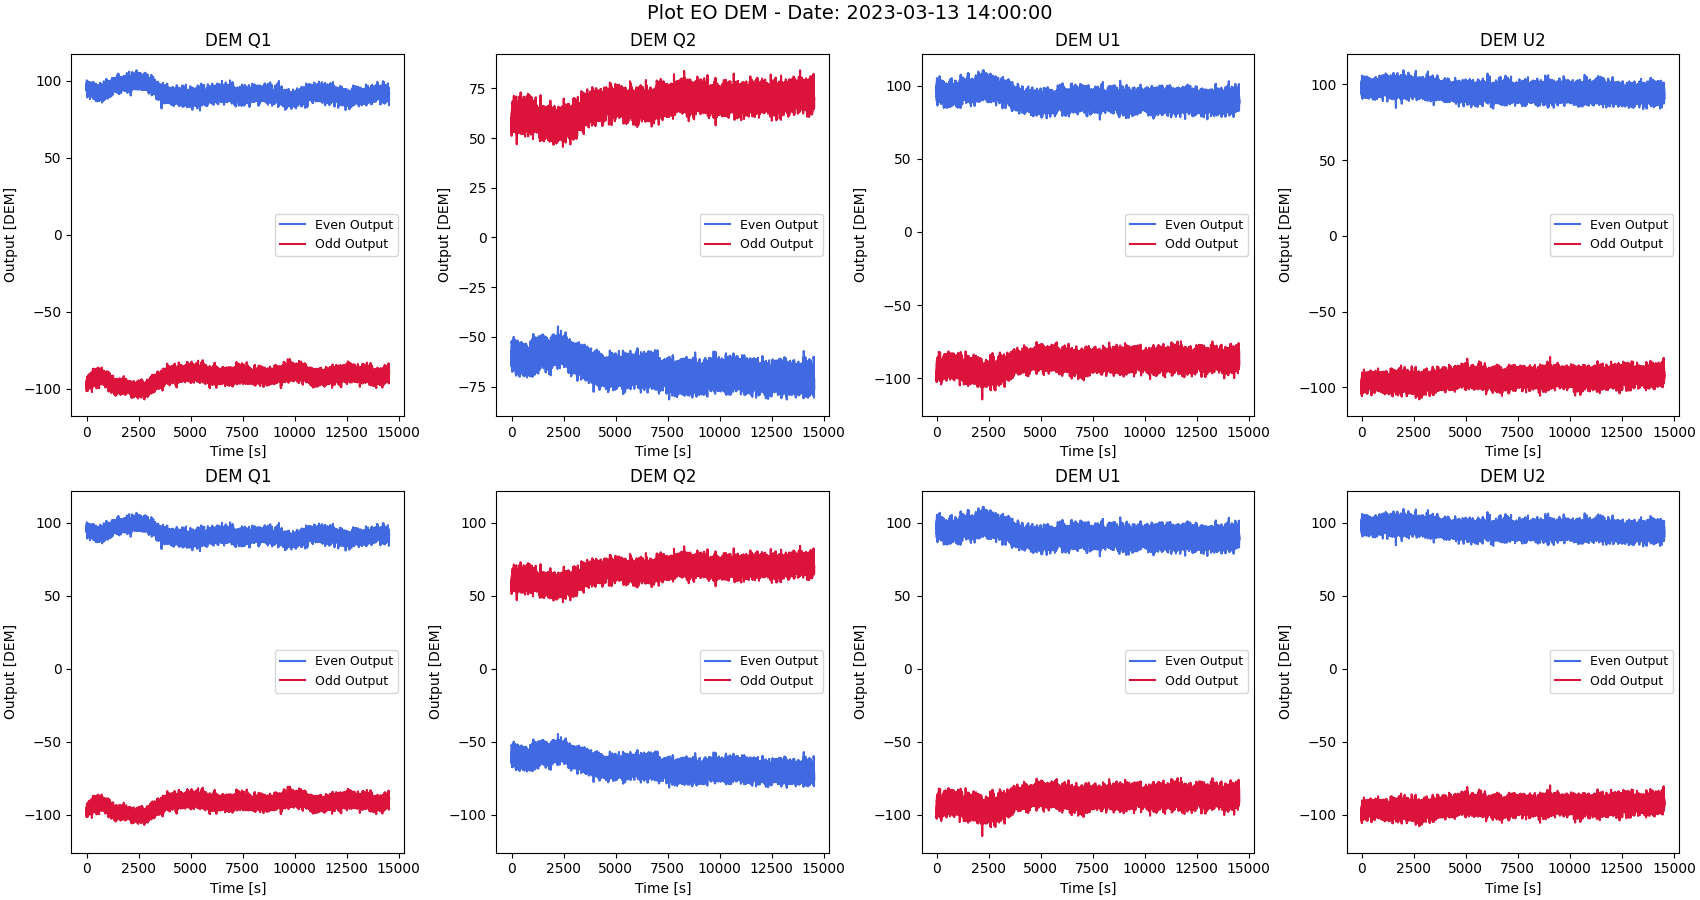 Plot EO DEM - Date: 2023-03-13 14:00:00
DEM Q1
Output [DEM]
100
50
0
−50
−100
Even Output
Odd Output
0 2500 5000 7500 10000 12500 15000
Time [s]
DEM Q2
Output [DEM]
75
50
25
0
−25
−50
−75
Even Output
Odd Output
0 2500 5000 7500 10000 12500 15000
Time [s]
DEM U1
Output [DEM]
100
50
0
−50
−100
Even Output
Odd Output
0 2500 5000 7500 10000 12500 15000
Time [s]
DEM U2
Output [DEM]
100
50
0
−50
−100
Even Output
Odd Output
0 2500 5000 7500 10000 12500 15000
Time [s]
DEM Q1
Output [DEM]
100
50
0
−50
−100
Even Output
Odd Output
0 2500 5000 7500 10000 12500 15000
Time [s]
DEM Q2
Output [DEM]
100
50
0
−50
−100
Even Output
Odd Output
0 2500 5000 7500 10000 12500 15000
Time [s]
DEM U1
Output [DEM]
100
50
0
−50
−100
Even Output
Odd Output
0 2500 5000 7500 10000 12500 15000
Time [s]
DEM U2
Output [DEM]
100
50
0
−50
−100
Even Output
Odd Output
0 2500 5000 7500 10000 12500 15000
Time [s]